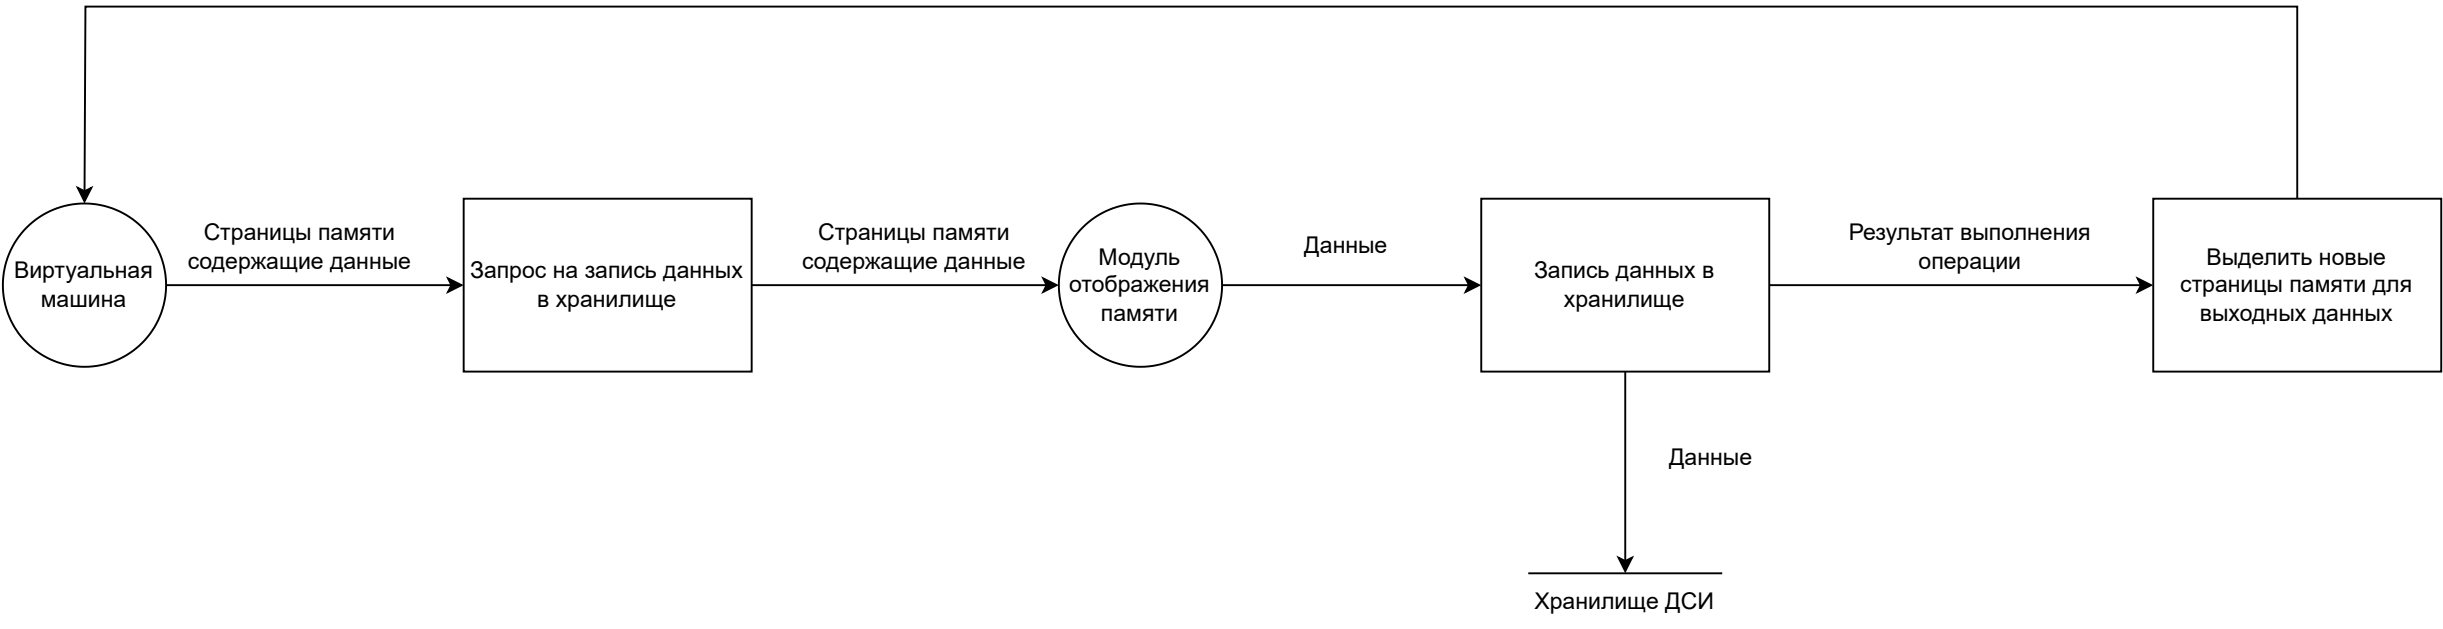 Виртуальная
машина
Страницы памяти
содержащие данные
Запрос на запись данных
в хранилище
Страницы памяти
содержащие данные
Модуль
отображения
памяти
Данные
Запись данных в
хранилище
Результат выполнения
операции
Выделить новые
страницы памяти для
выходных данных
Данные
Хранилище ДСИ